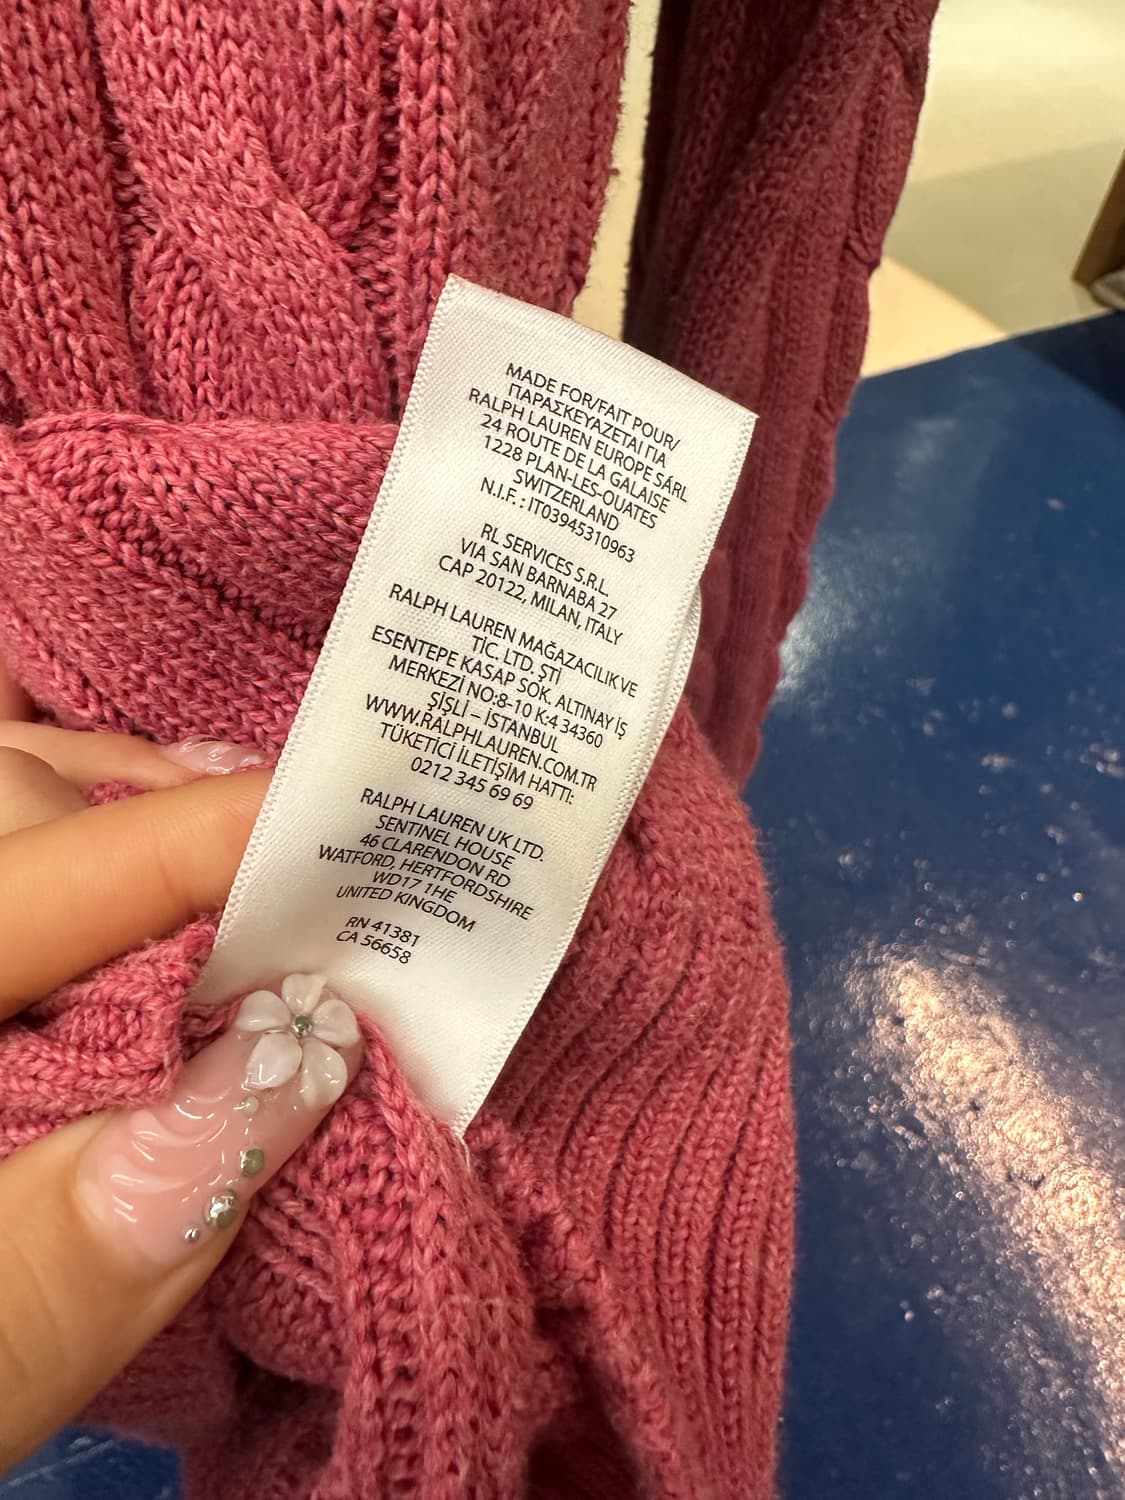 MADE FOR/FAIT POUR/
ΠΑΡΑΣΚΕΥΑΖΕΤΑΙ ΓΙΑ
RALPH LAUREN EUROPE SÁRL
24 ROUTE DE LA GALAISE
1228 PLAN-LES-OUATES
SWITZERLAND
N.I.F. : IT03945310963
RL SERVICES S.R.L.
VIA SAN BARNABA 27
CAP 20122, MILAN, ITALY
RALPH LAUREN MAĞAZACILIK VE
TİC. LTD. ŞTİ
ESENTEPE KASAP SOK. ALTINAY İŞ
MERKEZİ NO:8-10 K:4 34360
ŞİŞLİ – İSTANBUL
WWW.RALPHLAUREN.COM.TR
TÜKETİCİ İLETİŞİM HATTI:
0212 345 69 69
RALPH LAUREN UK LTD.
SENTINEL HOUSE
46 CLARENDON RD
WATFORD, HERTFORDSHIRE
WD17 1HE
UNITED KINGDOM
RN 41381
CA 56658